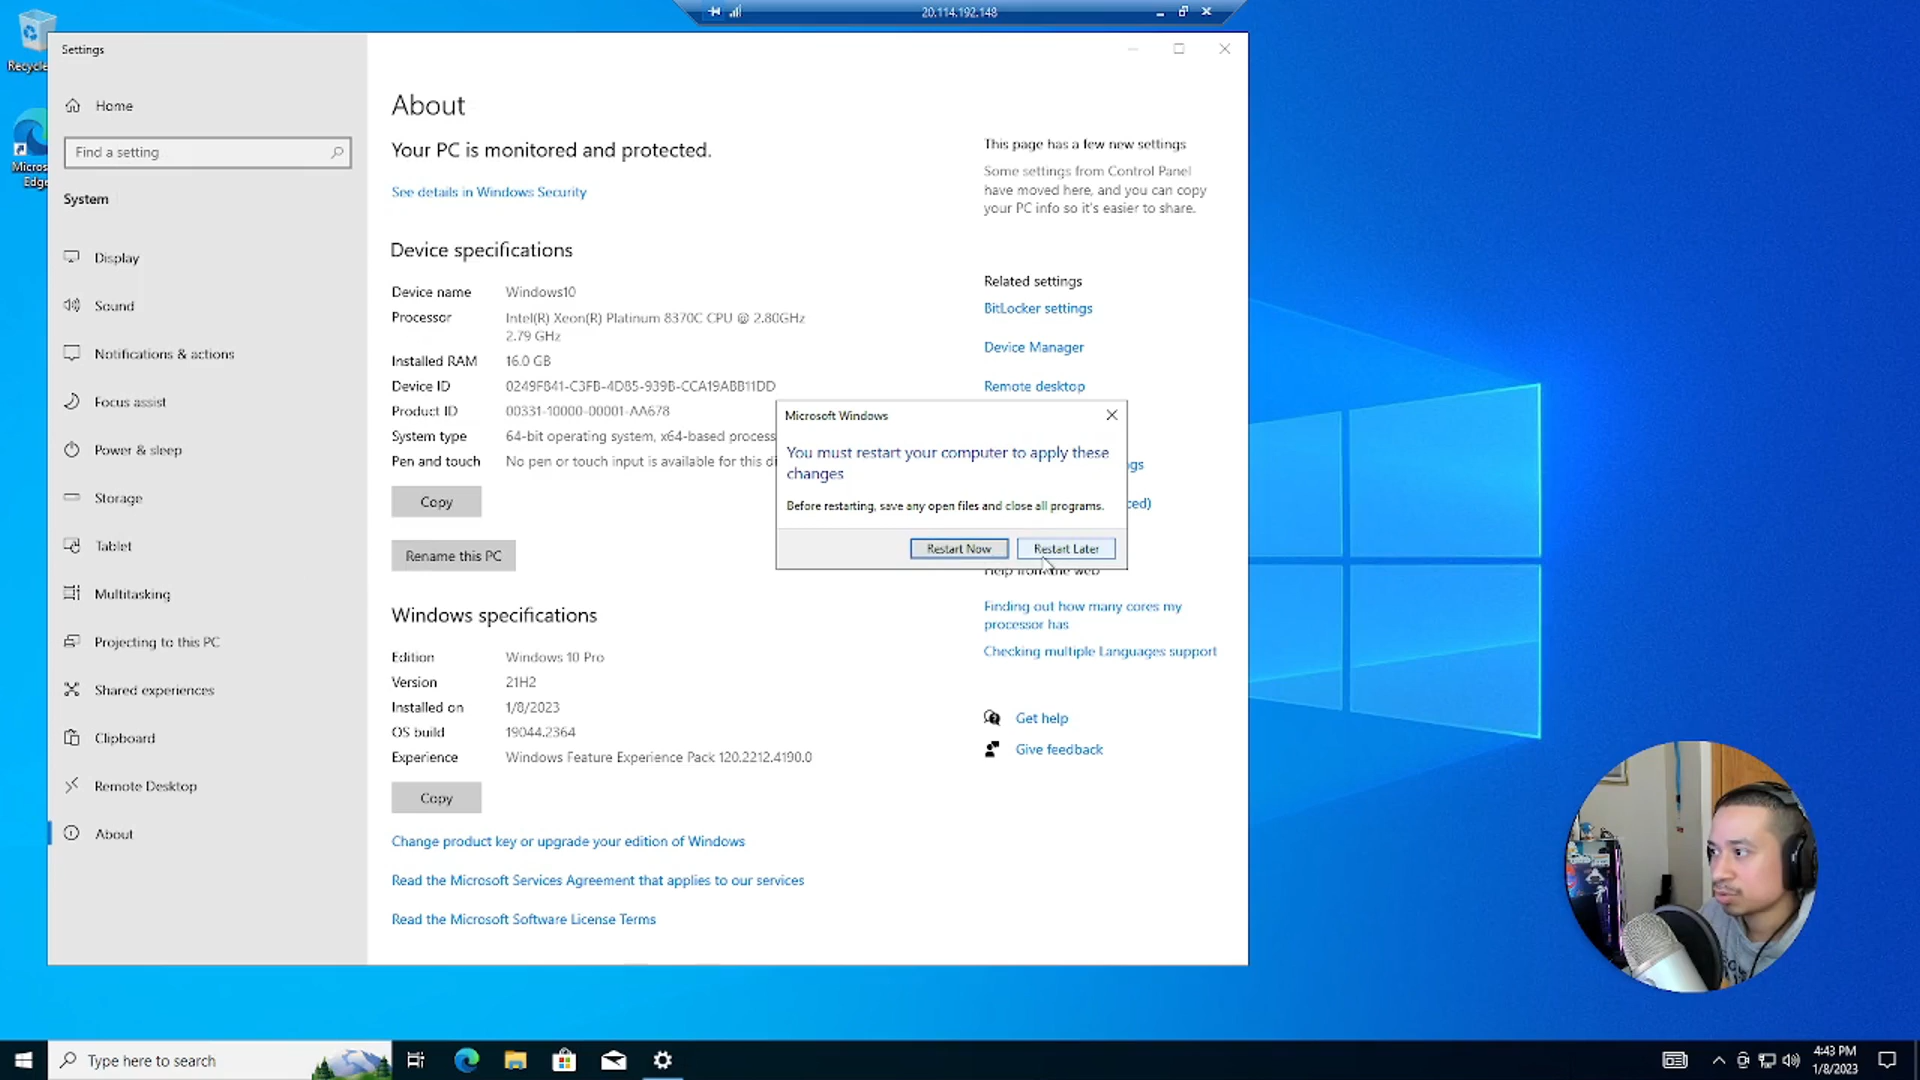 20.114.192.148
Recycle
Micros
Edge
Settings
Home
Find a setting
System
Display
Sound
Notifications & actions
Focus assist
Power & sleep
Storage
Tablet
Multitasking
Projecting to this PC
Shared experiences
Clipboard
Remote Desktop
About
About
Your PC is monitored and protected.
See details in Windows Security
Device specifications
Device name Windows10
Processor Intel(R) Xeon(R) Platinum 8370C CPU @ 2.80GHz
2.79 GHz
Installed RAM 16.0 GB
Device ID 0249F841-C3FB-4D85-939B-CCA19ABB11DD
Product ID 00331-10000-00001-AA678
System type 64-bit operating system, x64-based process
Pen and touch No pen or touch input is available for this di
Copy
Rename this PC
Windows specifications
Edition Windows 10 Pro
Version 21H2
Installed on 1/8/2023
OS build 19044.2364
Experience Windows Feature Experience Pack 120.2212.4190.0
Copy
Change product key or upgrade your edition of Windows
Read the Microsoft Services Agreement that applies to our services
Read the Microsoft Software License Terms
This page has a few new settings
Some settings from Control Panel
have moved here, and you can copy
your PC info so it's easier to share.
Related settings
BitLocker settings
Device Manager
Remote desktop
ngs
ced)
Microsoft Windows
You must restart your computer to apply these
changes
Before restarting, save any open files and close all programs.
Restart Now
Restart Later
Help from the web
Finding out how many cores my
processor has
Checking multiple Languages support
Get help
Give feedback
Type here to search
4:43 PM
1/8/2023